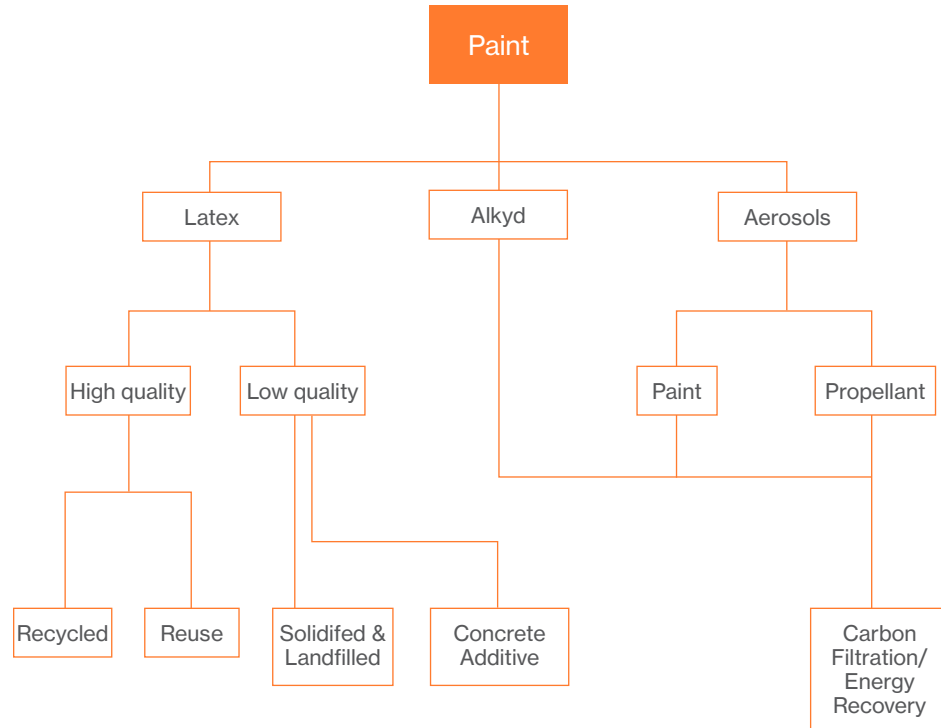 Paint
Latex
Alkyd
Aerosols
High quality
Low quality
Paint
Propellant
Recycled
Reuse
Solidifed &
Landfilled
Concrete
Additive
Carbon
Filtration/
Energy
Recovery